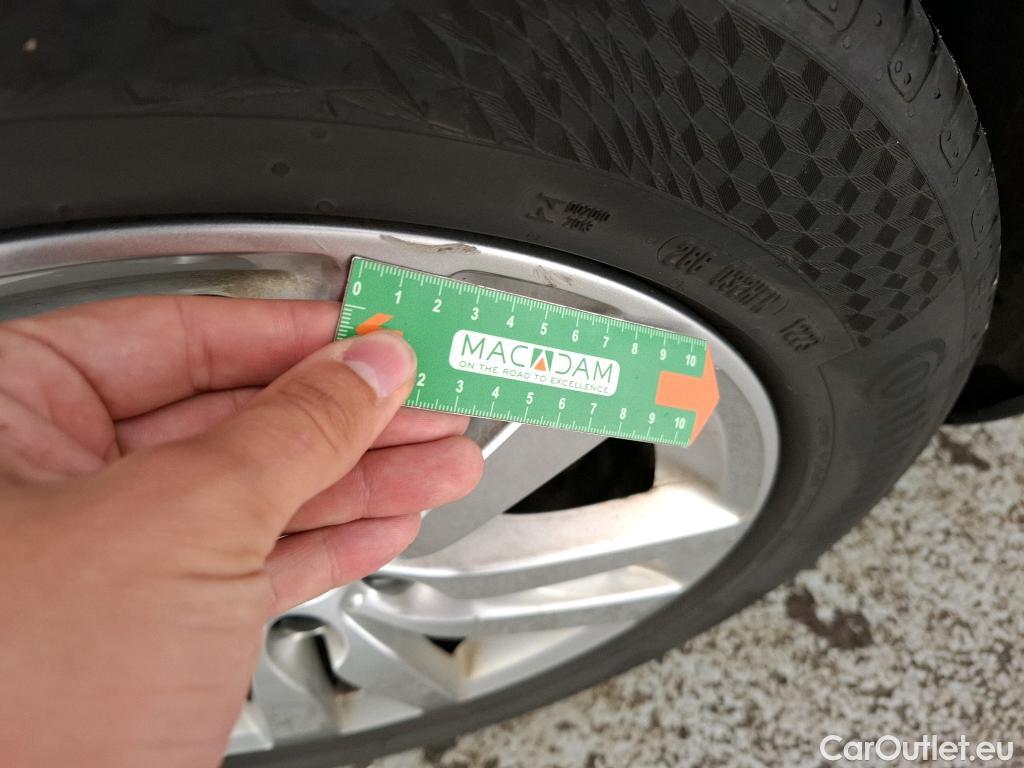 0 1 2 3 4 5 6 7 8 9 10
MACADAM
ON THE ROAD TO EXCELLENCE
2 3 4 5 6 7 8 9 10
1223
CarOutlet.eu